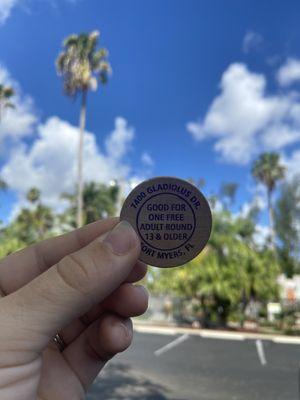 7400 GLADIOLUS DR.
GOOD FOR
ONE FREE
ADULT ROUND
13 & OLDER
FORT MYERS, FL